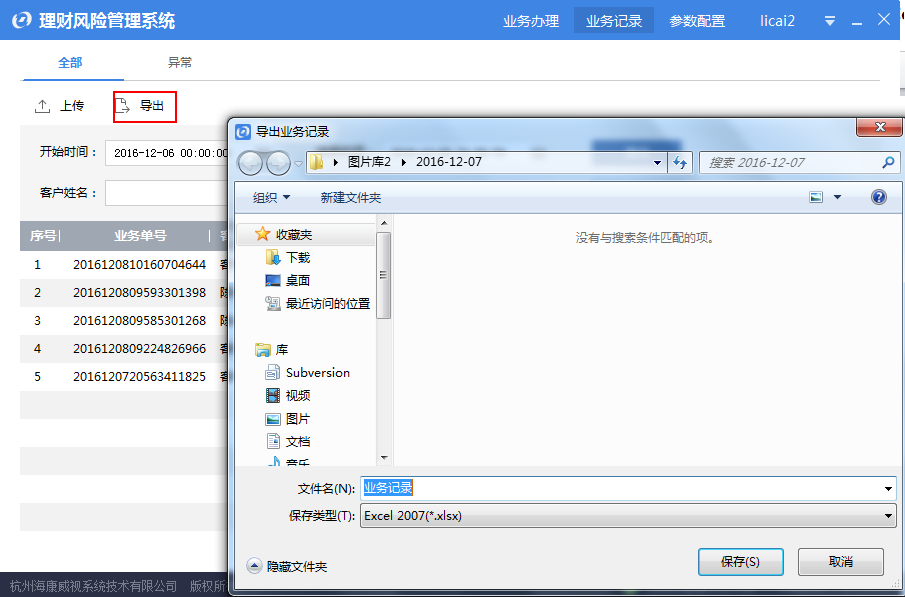 理财风险管理系统 业务办理 业务记录 参数配置 licai2
全部 异常
上传 导出
开始时间： 2016-12-06 00:00:00
客户姓名：
序号 业务单号
1 2016120810160704644
2 2016120809593301398
3 2016120809585301268
4 2016120809224826966
5 2016120720563411825
杭州海康威视系统技术有限公司 版权所
导出业务记录
图片库2 2016-12-07 搜索 2016-12-07
组织 新建文件夹
收藏夹
下载
桌面
最近访问的位置
库
Subversion
视频
图片
文档
音乐
没有与搜索条件匹配的项。
文件名(N): 业务记录
保存类型(T): Excel 2007(*.xlsx)
隐藏文件夹 保存(S) 取消